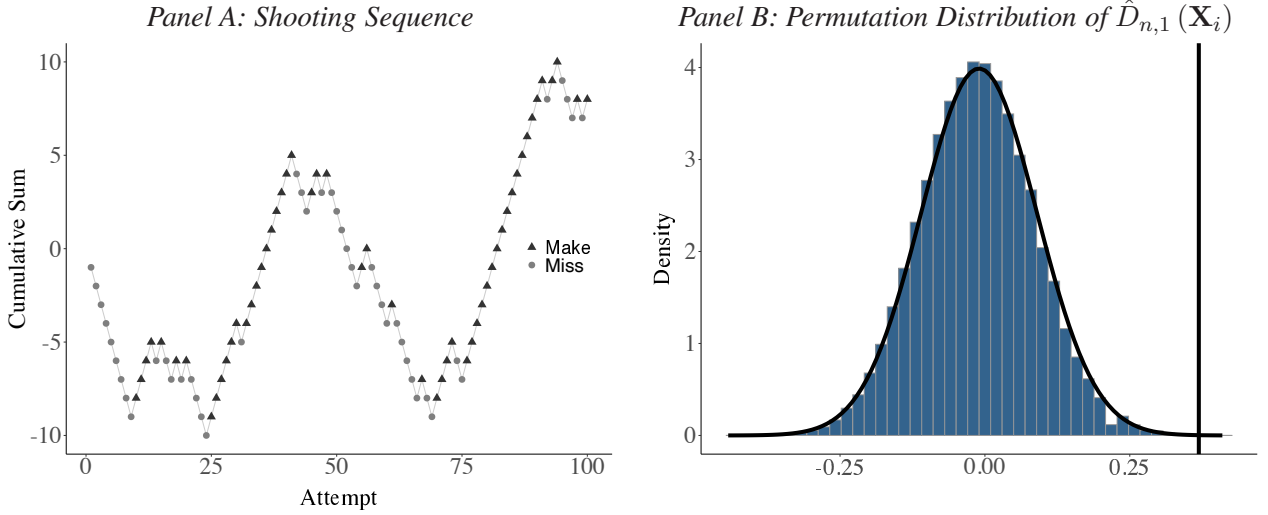 Panel A: Shooting Sequence
10
5
0
-5
-10
Cumulative Sum
Make
Miss
0
25
50
75
100
Attempt
Panel B: Permutation Distribution of D̂n,1 (Xi)
4
3
2
1
0
Density
-0.25
0.00
0.25